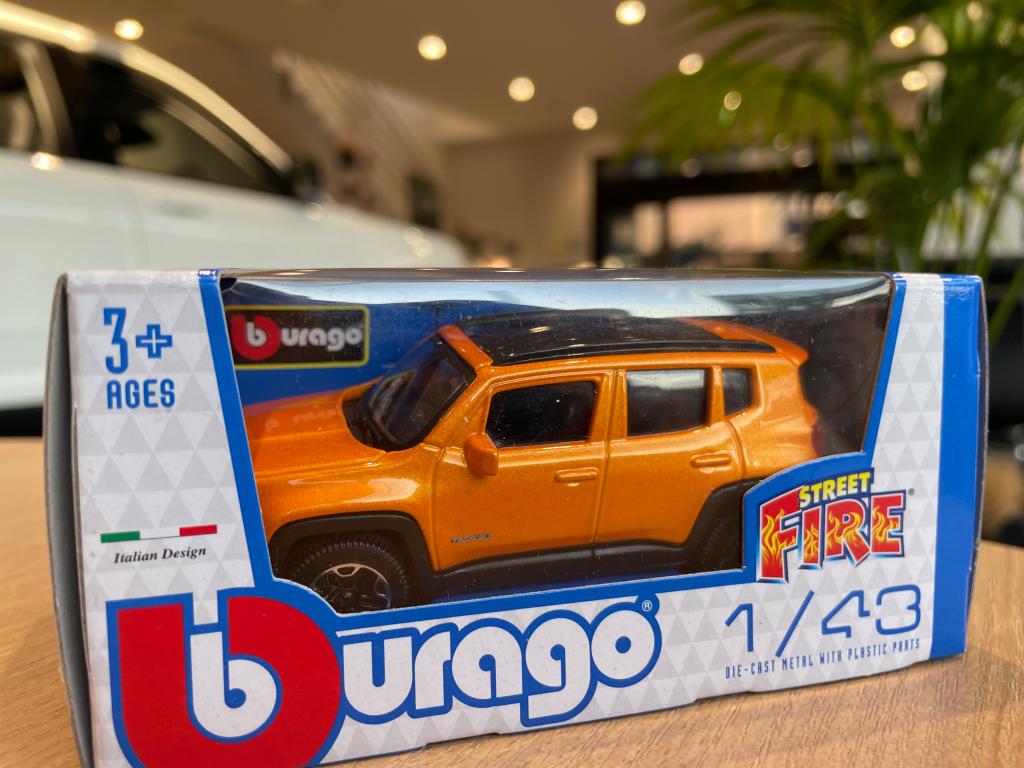 3+
AGES
burago
Italian Design
STREET
FIRE®
burago®
1/43
DIE-CAST METAL WITH PLASTIC PARTS